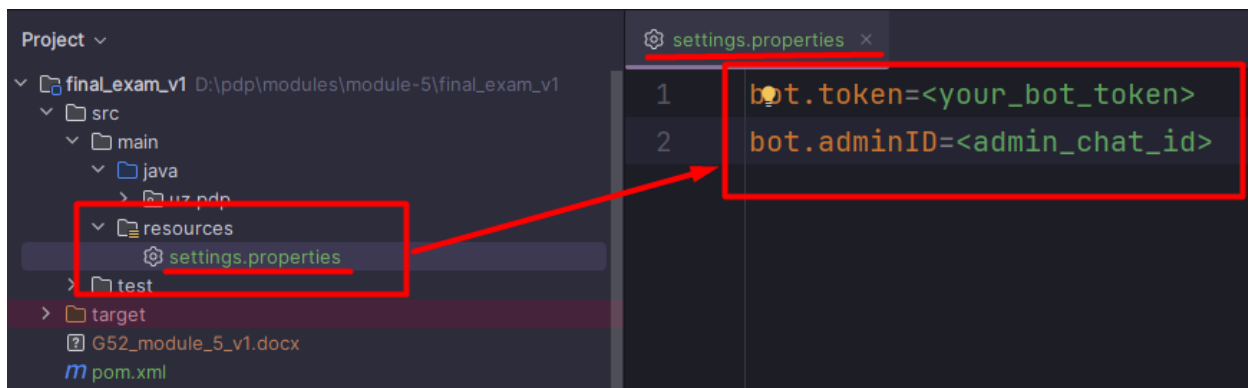 Project
final_exam_v1 D:\pdp\modules\module-5\final_exam_v1
src
main
java
uz.pdp
resources
settings.properties
test
target
G52_module_5_v1.docx
pom.xml
settings.properties
1 bot.token=<your_bot_token>
2 bot.adminID=<admin_chat_id>